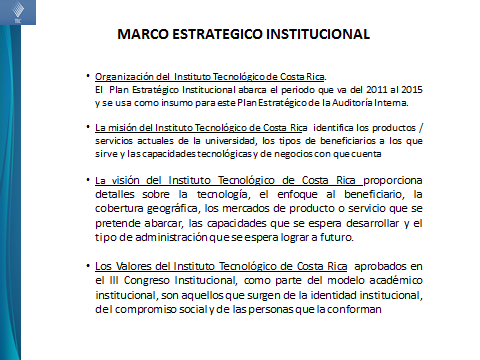 MARCO ESTRATEGICO INSTITUCIONAL
• Organización del Instituto Tecnológico de Costa Rica.
El Plan Estratégico Institucional abarca el periodo que va del 2011 al 2015
y se usa como insumo para este Plan Estratégico de la Auditoría Interna.
• La misión del Instituto Tecnológico de Costa Rica identifica los productos /
servicios actuales de la universidad, los tipos de beneficiarios a los que
sirve y las capacidades tecnológicas y de negocios con que cuenta
• La visión del Instituto Tecnológico de Costa Rica proporciona
detalles sobre la tecnología, el enfoque al beneficiario, la
cobertura geográfica, los mercados de producto o servicio que se
pretende abarcar, las capacidades que se espera desarrollar y el
tipo de administración que se espera lograr a futuro.
• Los Valores del Instituto Tecnológico de Costa Rica aprobados en
el III Congreso Institucional, como parte del modelo académico
institucional, son aquellos que surgen de la identidad institucional,
del compromiso social y de las personas que la conforman